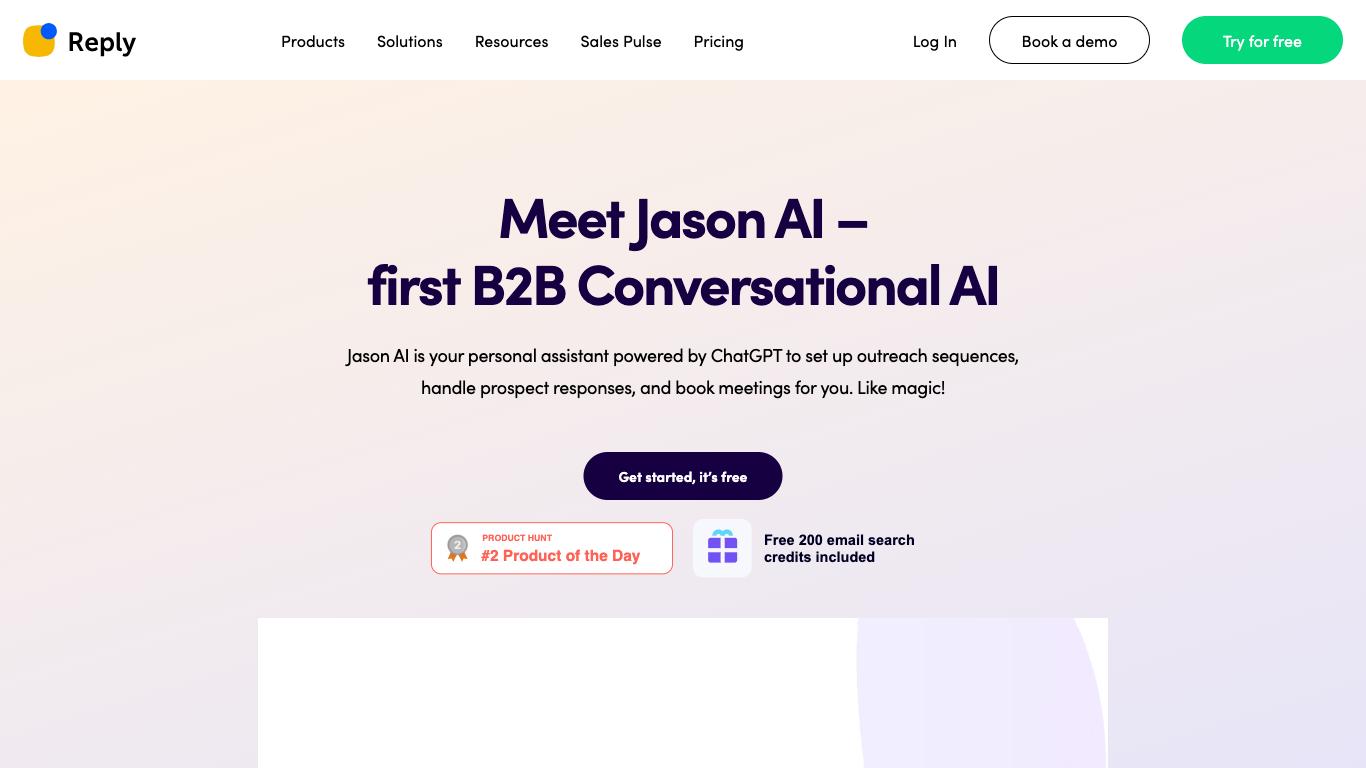 Reply
Products
Solutions
Resources
Sales Pulse
Pricing
Log In
Book a demo
Try for free
Meet Jason AI –
first B2B Conversational AI
Jason AI is your personal assistant powered by ChatGPT to set up outreach sequences,
handle prospect responses, and book meetings for you. Like magic!
Get started, it’s free
2
PRODUCT HUNT
#2 Product of the Day
Free 200 email search
credits included